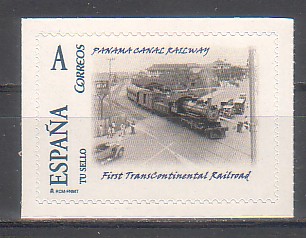 A
CORREOS
PANAMA CANAL RAILWAY
ESPAÑA
TU SELLO
First TransContinental Railroad